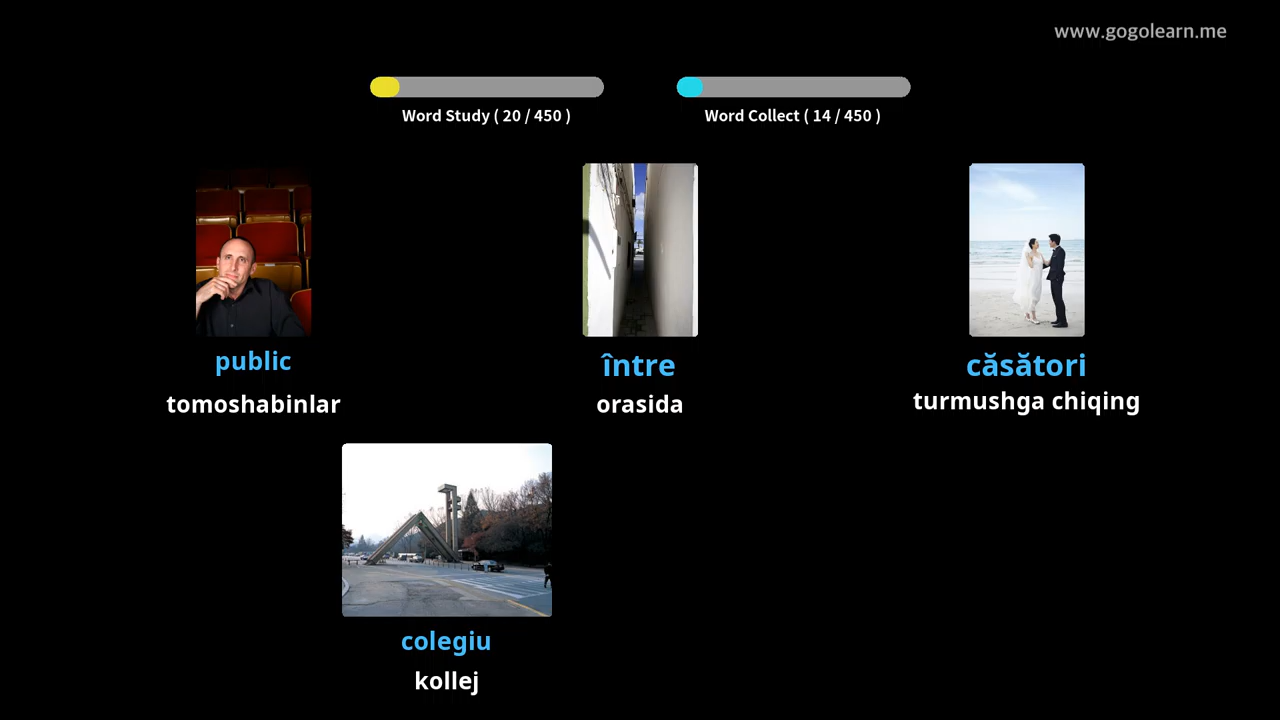 www.gogolearn.me
Word Study ( 20 / 450 )
Word Collect ( 14 / 450 )
public
tomoshabinlar
între
orasida
căsători
turmushga chiqing
colegiu
kollej